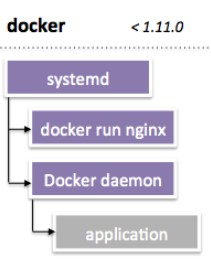 docker < 1.11.0
systemd
docker run nginx
Docker daemon
application